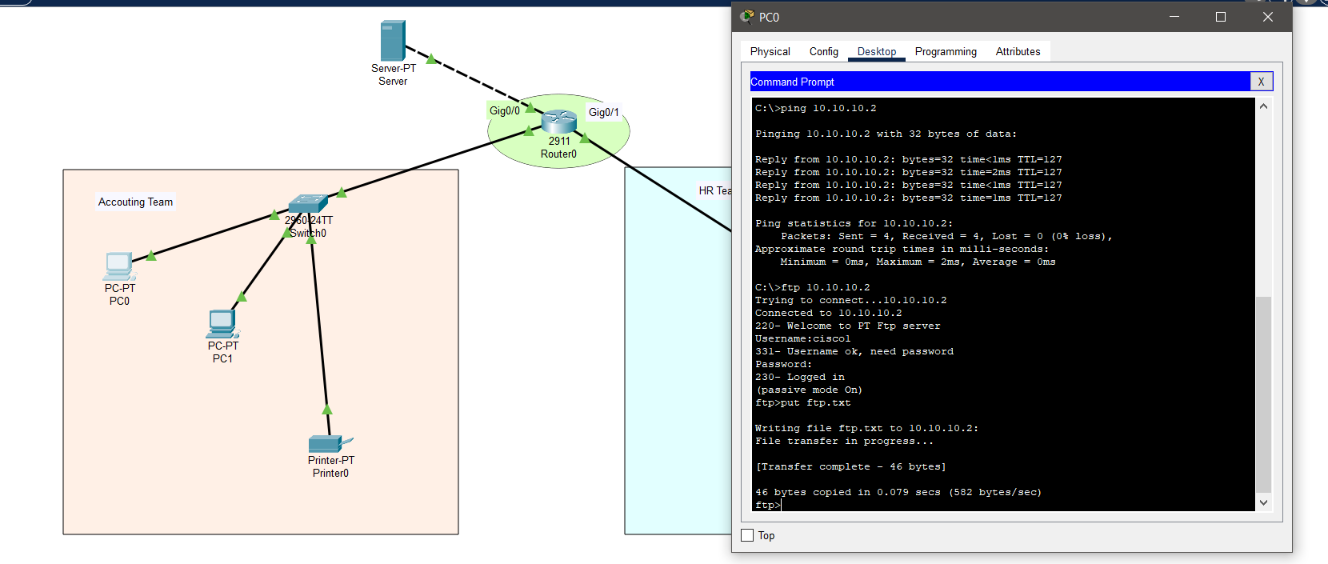 Server-PT
Server
Gig0/0
Gig0/1
2911
Router0
Accouting Team
HR Tea
2960-24TT
Switch0
PC-PT
PC0
PC-PT
PC1
Printer-PT
Printer0
PC0
Physical Config Desktop Programming Attributes
Command Prompt
X
C:\>ping 10.10.10.2
Pinging 10.10.10.2 with 32 bytes of data:
Reply from 10.10.10.2: bytes=32 time<1ms TTL=127
Reply from 10.10.10.2: bytes=32 time=2ms TTL=127
Reply from 10.10.10.2: bytes=32 time<1ms TTL=127
Reply from 10.10.10.2: bytes=32 time=1ms TTL=127
Ping statistics for 10.10.10.2:
Packets: Sent = 4, Received = 4, Lost = 0 (0% loss),
Approximate round trip times in milli-seconds:
Minimum = 0ms, Maximum = 2ms, Average = 0ms
C:\>ftp 10.10.10.2
Trying to connect...10.10.10.2
Connected to 10.10.10.2
220- Welcome to PT Ftp server
Username:cisco1
331- Username ok, need password
Password:
230- Logged in
(passive mode On)
ftp>put ftp.txt
Writing file ftp.txt to 10.10.10.2:
File transfer in progress...
[Transfer complete - 46 bytes]
46 bytes copied in 0.079 secs (582 bytes/sec)
ftp>
Top